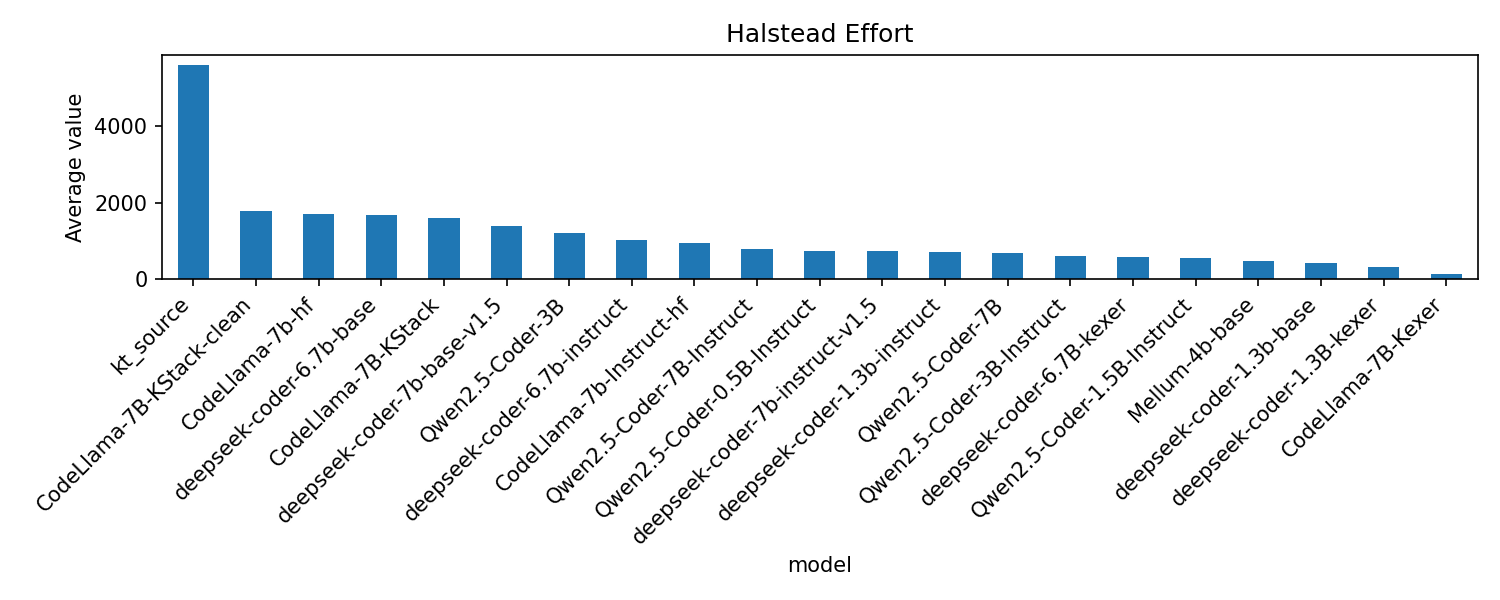 Halstead Effort
Average value
4000
2000
0
kt_source
CodeLlama-7B-KStack-clean
CodeLlama-7b-hf
deepseek-coder-6.7b-base
CodeLlama-7B-KStack
deepseek-coder-7b-base-v1.5
Qwen2.5-Coder-3B
deepseek-coder-6.7b-instruct
CodeLlama-7b-Instruct-hf
Qwen2.5-Coder-7B-Instruct
Qwen2.5-Coder-0.5B-Instruct
deepseek-coder-7b-instruct-v1.5
deepseek-coder-1.3b-instruct
Qwen2.5-Coder-7B
Qwen2.5-Coder-3B-Instruct
deepseek-coder-6.7B-kexer
Qwen2.5-Coder-1.5B-Instruct
Mellum-4b-base
deepseek-coder-1.3b-base
deepseek-coder-1.3B-kexer
CodeLlama-7B-Kexer
model